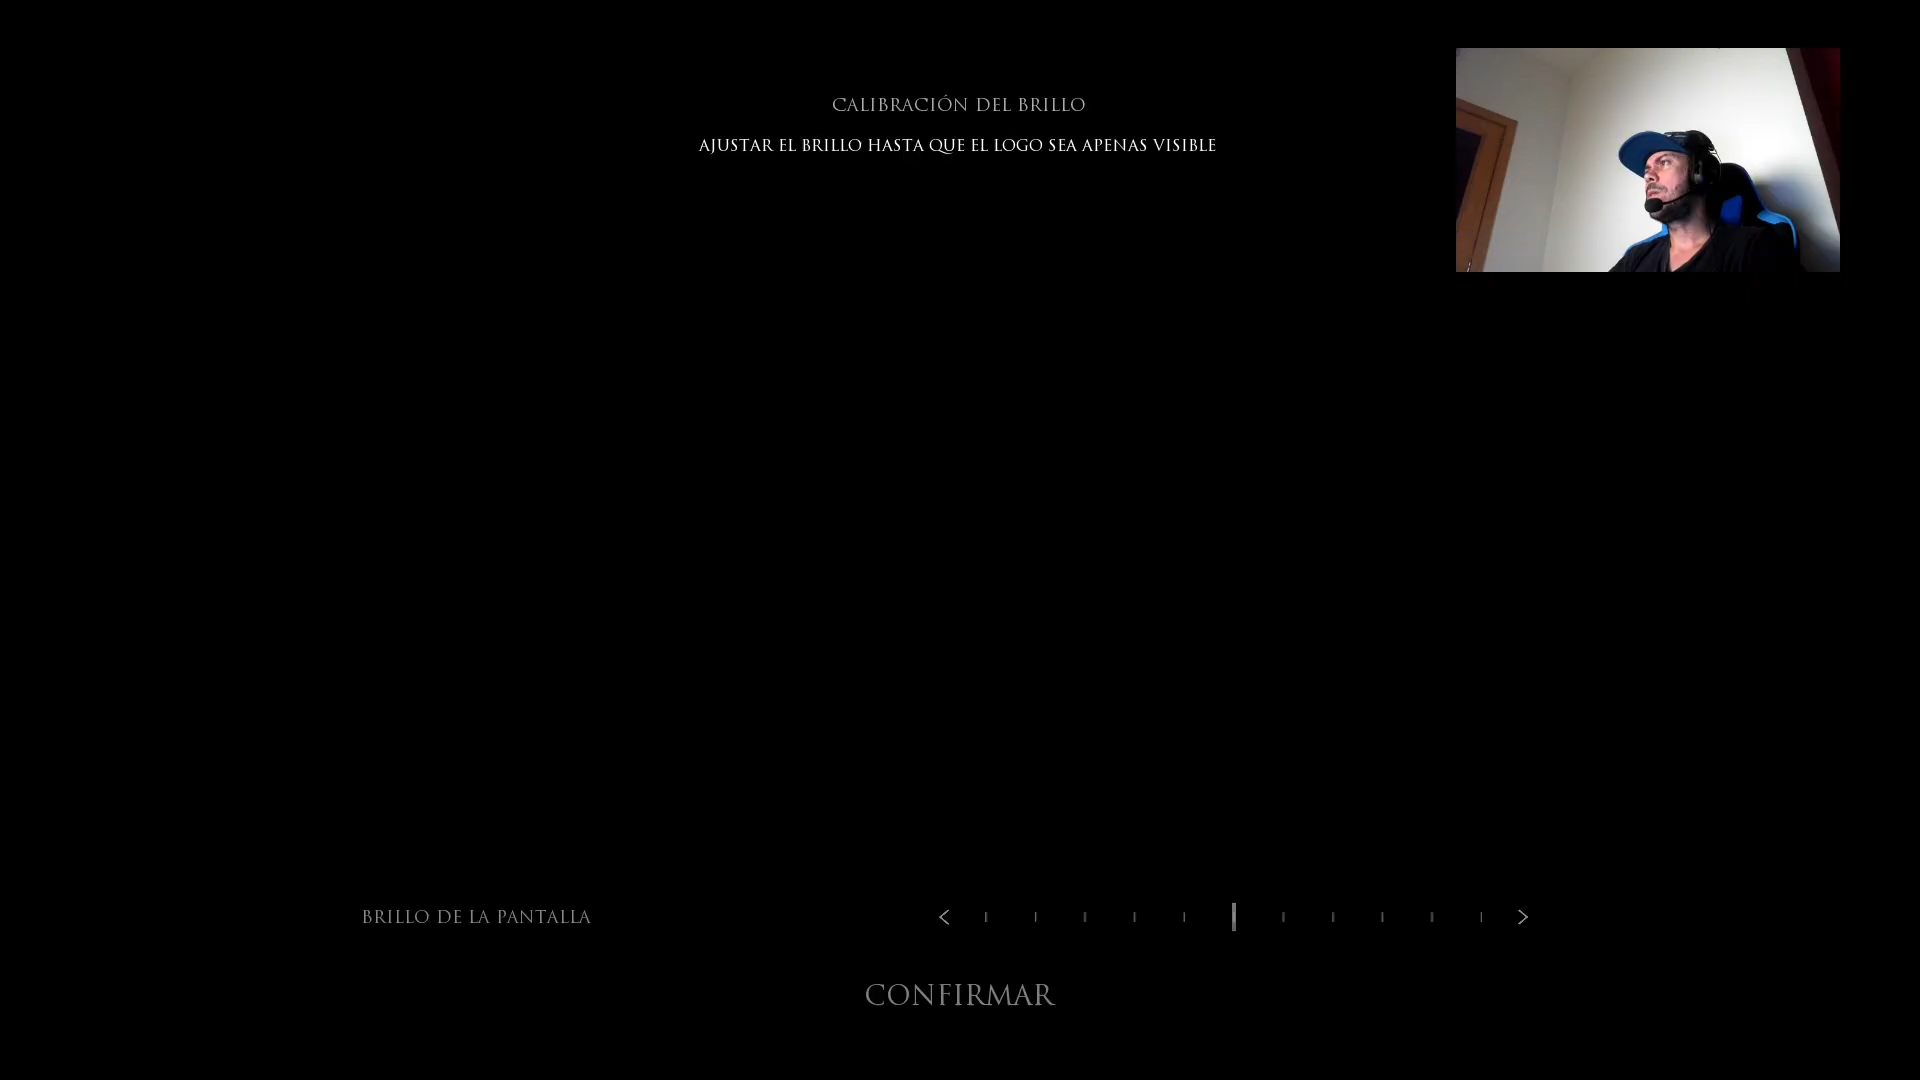 CALIBRACIÓN DEL BRILLO
AJUSTAR EL BRILLO HASTA QUE EL LOGO SEA APENAS VISIBLE
BRILLO DE LA PANTALLA
CONFIRMAR